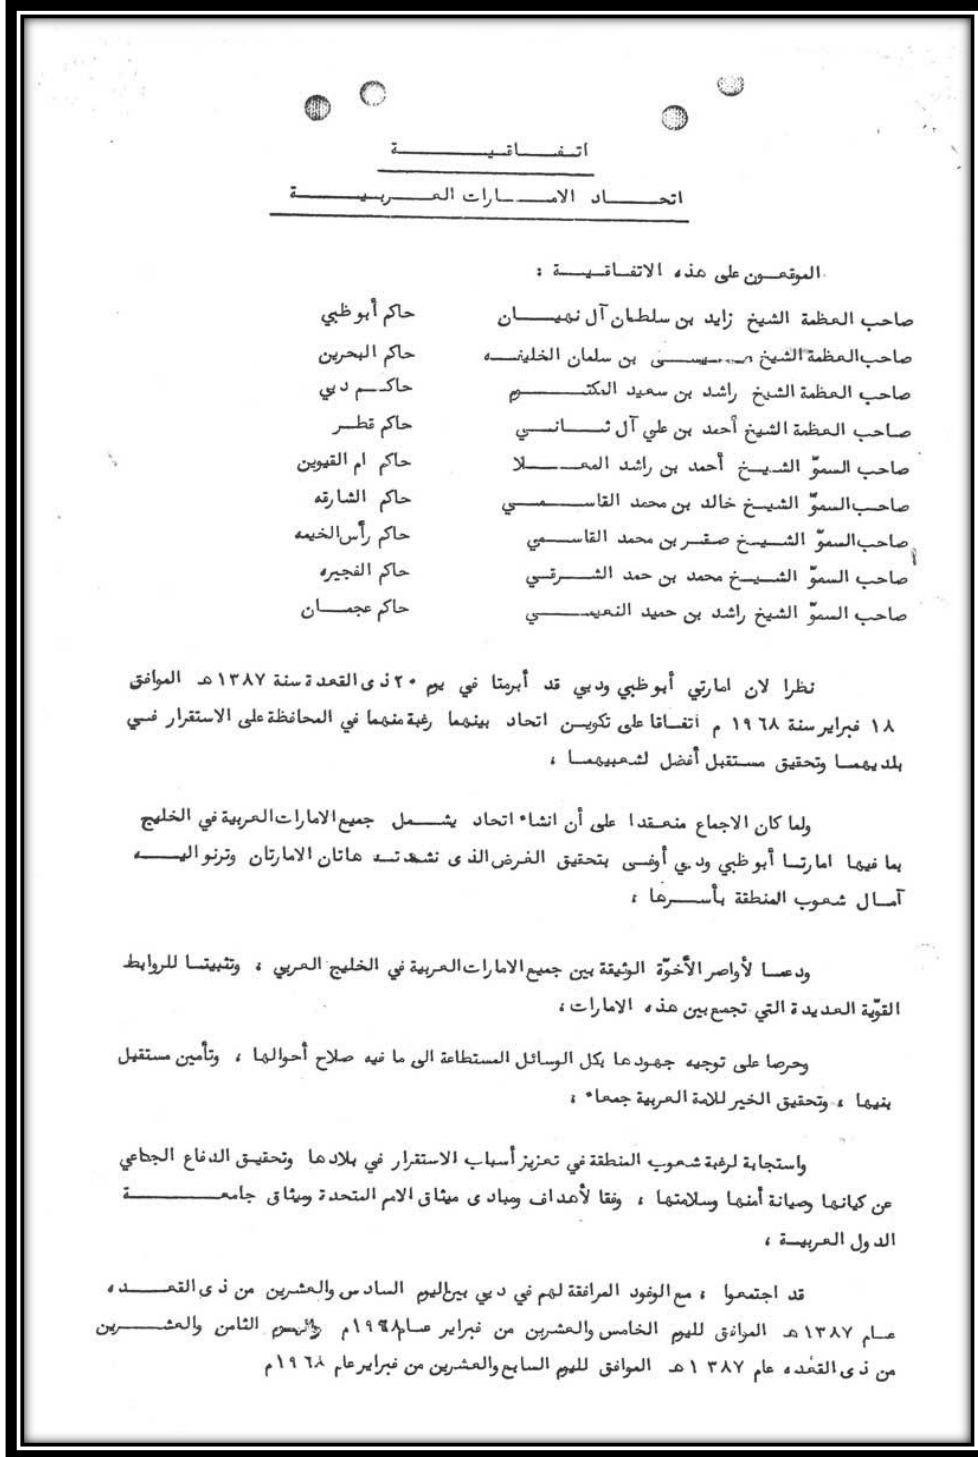 اتفاقية
اتحاد الامارات العربية
الموقعون على هذه الاتفاقية :
صاحب العظمة الشيخ زايد بن سلطان آل نهيان حاكم أبو ظبي
صاحب العظمة الشيخ بن سلمان الخليفه حاكم البحرين
صاحب العظمة الشيخ راشد بن سعيد المكتوم حاكم دبي
صاحب العظمة الشيخ أحمد بن علي آل ثاني حاكم قطر
صاحب السموّ الشيخ أحمد بن راشد المعلا حاكم ام القيوين
صاحب السموّ الشيخ خالد بن محمد القاسمي حاكم الشارقه
صاحب السموّ الشيخ صقر بن محمد القاسمي حاكم رأس الخيمه
صاحب السموّ الشيخ محمد بن حمد الشرقي حاكم الفجيره
صاحب السموّ الشيخ راشد بن حميد النعيمي حاكم عجمان
نظرا لان امارتي أبو ظبي ودبي قد أبرمتا في يوم ٢٠ ذى القعدة سنة ١٣٨٧ هـ الموافق
١٨ فبراير سنة ١٩٦٨ م اتفاقا على تكوين اتحاد بينهما رغبة منهما في المحافظة على الاستقرار في
بلديهما وتحقيق مستقبل أفضل لشعبيهما ،
ولما كان الاجماع منعقدا على أن انشاء اتحاد يشمل جميع الامارات العربية في الخليج
بما فيها امارتا أبو ظبي ودبي أوفى بتحقيق الغرض الذى نشدته هاتان الامارتان وترنو اليه
آمال شعوب المنطقة بأسرها ،
ودعما لأواصر الأخوّة الوثيقة بين جميع الامارات العربية في الخليج العربي ، وتثبيتا للروابط
القوّية العديدة التي تجمع بين هذه الامارات ،
وحرصا على توجيه جهودها بكل الوسائل المستطاعة الى ما فيه صلاح أحوالها ، وتأمين مستقبل
بنيها ، وتحقيق الخير للامة العربية جمعاء ،
واستجابة لرغبة شعوب المنطقة في تعزيز أسباب الاستقرار في بلادها وتحقيق الدفاع الجماعي
عن كيانها وصيانة أمنها وسلامتها ، وفقا لأهداف ومبادى ميثاق الامم المتحدة وميثاق جامعة
الدول العربية ،
قد اجتمعوا ، مع الوفود المرافقة لهم في دبي بين اليوم السادس والعشرين من ذى القعده
عام ١٣٨٧ هـ الموافق لليوم الخامس والعشرين من فبراير عام ١٩٦٨م واليوم الثامن والعشرين
من ذى القعده عام ١٣٨٧ هـ الموافق لليوم السابع والعشرين من فبراير عام ١٩٦٨م